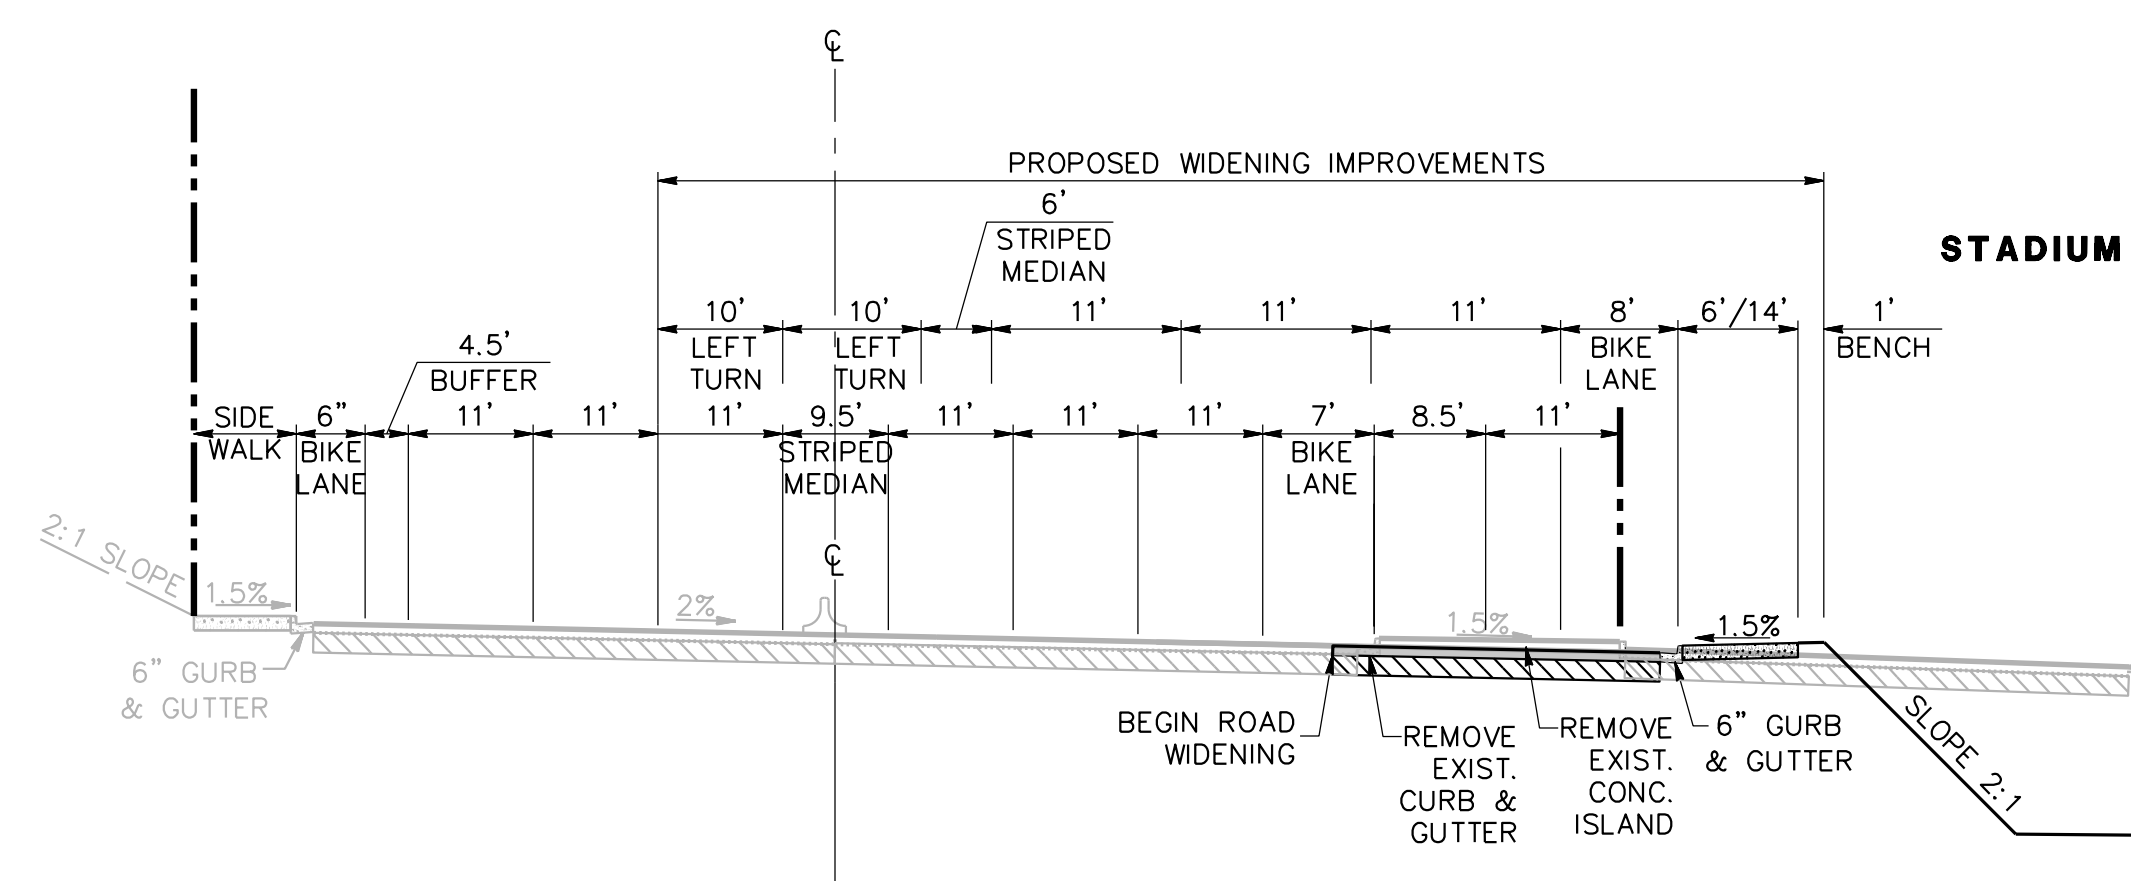 ℄
PROPOSED WIDENING IMPROVEMENTS
6’
STRIPED
MEDIAN
STADIUM
10’ 10’ 11’ 11’ 11’ 8’ 6’/14’ 1’
LEFT LEFT BIKE BENCH
TURN TURN LANE
4.5’
BUFFER
SIDE 6” 11’ 11’ 11’ 9.5’ 11’ 11’ 11’ 7’ 8.5’ 11’
WALK BIKE STRIPED BIKE
LANE MEDIAN LANE
℄
2:1 SLOPE
1.5% 2% 1.5% 1.5%
6” GURB
& GUTTER
BEGIN ROAD
WIDENING
REMOVE
EXIST.
CURB &
GUTTER
REMOVE
EXIST.
CONC.
ISLAND
6” GURB
& GUTTER
SLOPE 2:1